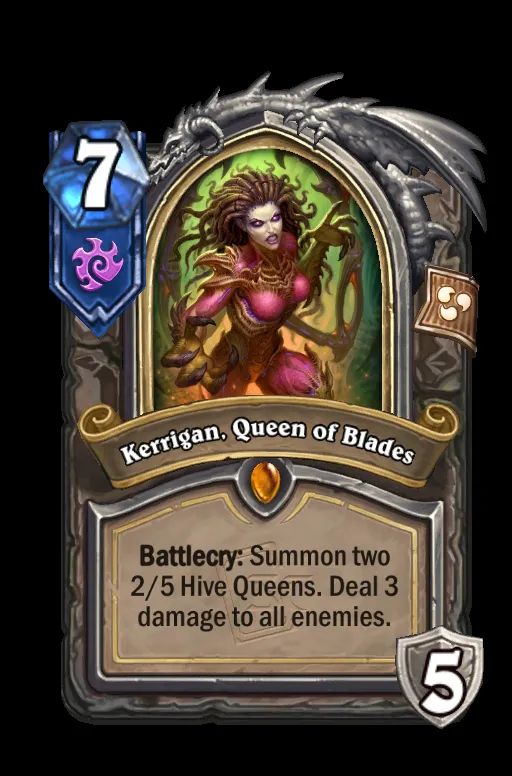 7
Kerrigan, Queen of Blades
Battlecry: Summon two
2/5 Hive Queens. Deal 3
damage to all enemies.
5